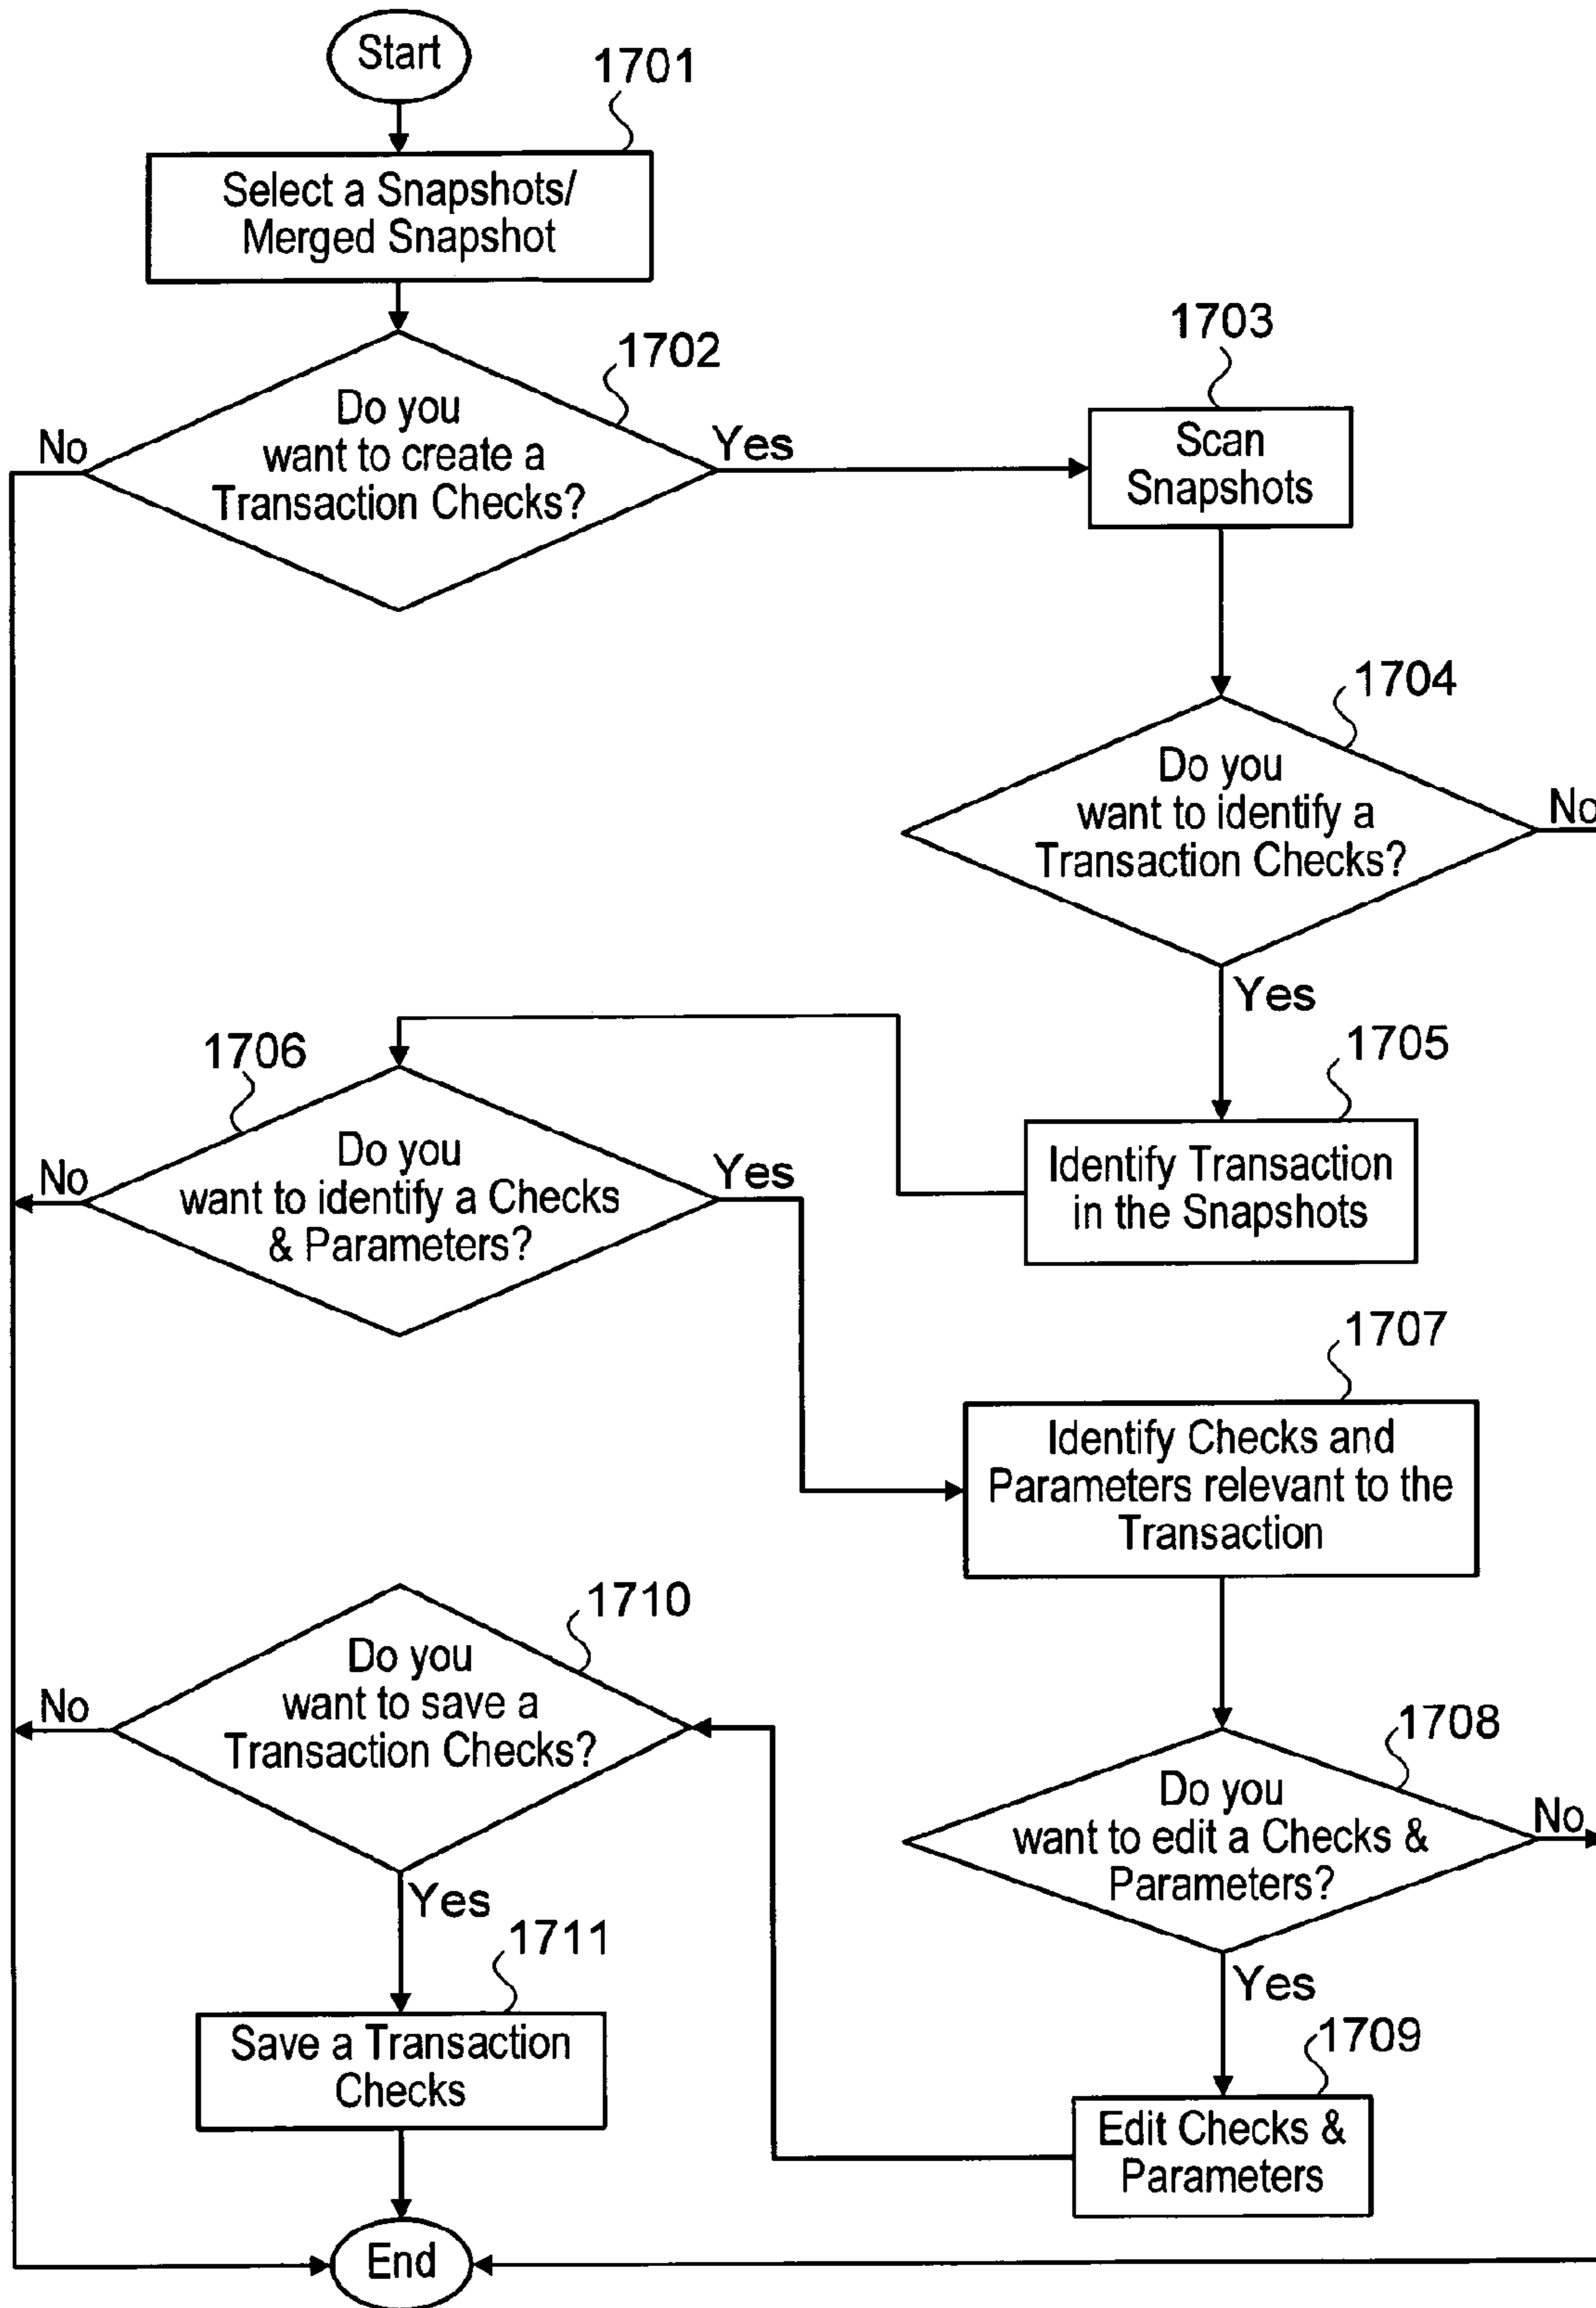 Start
1701
Select a Snapshots/
Merged Snapshot
1702
Do you
want to create a
Transaction Checks?
No
Yes
1703
Scan
Snapshots
1704
Do you
want to identify a
Transaction Checks?
No
Yes
1705
Identify Transaction
in the Snapshots
1706
Do you
want to identify a Checks
& Parameters?
No
Yes
1707
Identify Checks and
Parameters relevant to the
Transaction
1708
Do you
want to edit a Checks &
Parameters?
No
Yes
1709
Edit Checks &
Parameters
1710
Do you
want to save a
Transaction Checks?
No
Yes
1711
Save a Transaction
Checks
End